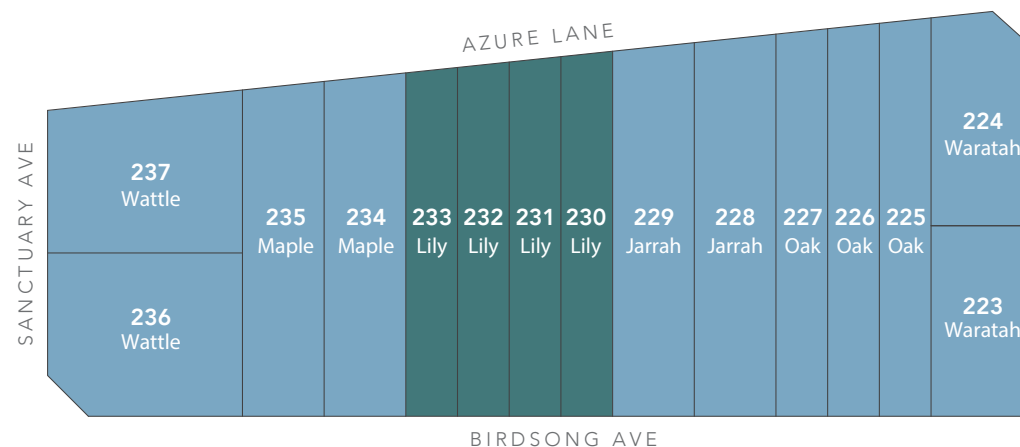 AZURE LANE
SANCTUARY AVE
237
Wattle
236
Wattle
235
Maple
234
Maple
233
Lily
232
Lily
231
Lily
230
Lily
229
Jarrah
228
Jarrah
227
Oak
226
Oak
225
Oak
224
Waratah
223
Waratah
BIRDSONG AVE